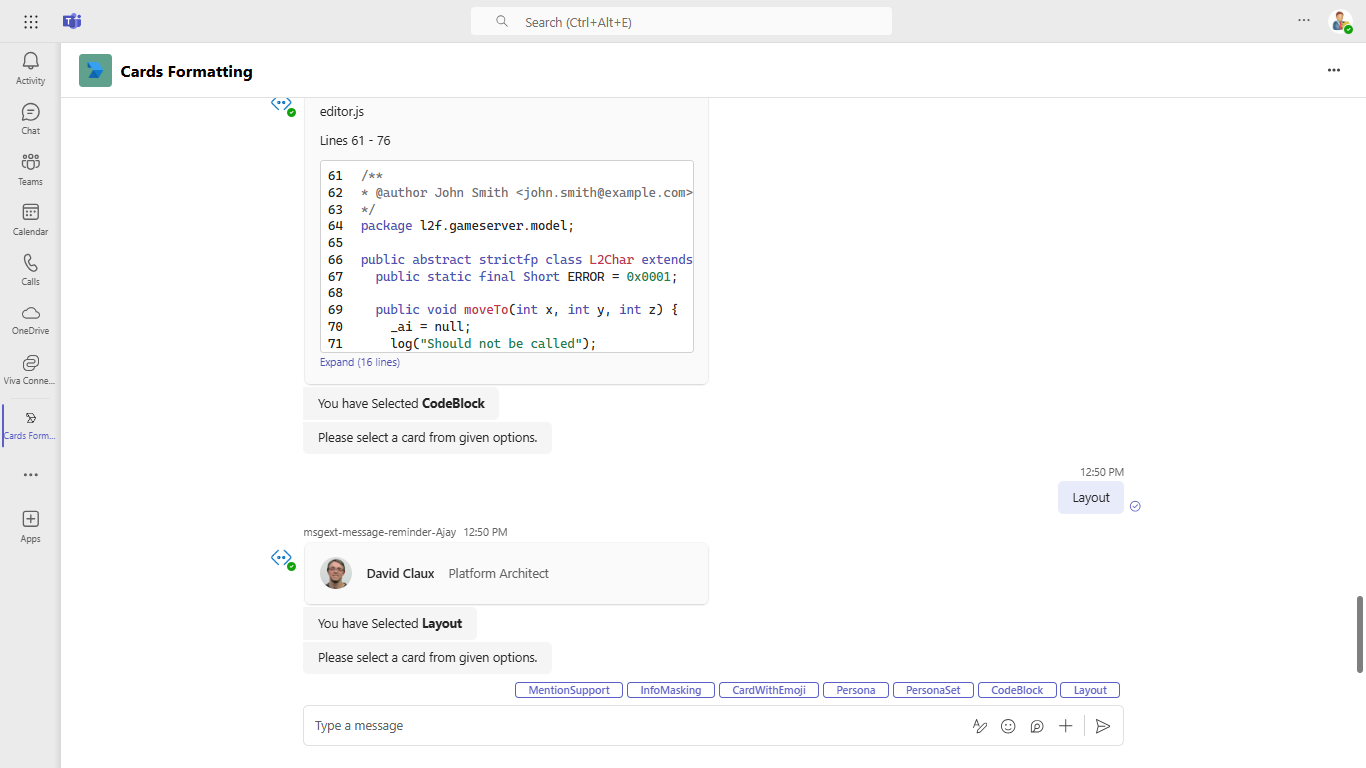 Search (Ctrl+Alt+E)
Activity
Chat
Teams
Calendar
Calls
OneDrive
Viva Conne...
Cards Form...
Apps
Cards Formatting
editor.js
Lines 61 - 76
61 /**
62 * @author John Smith <john.smith@example.com>
63 */
64 package l2f.gameserver.model;
65
66 public abstract strictfp class L2Char extends
67 public static final Short ERROR = 0x0001;
68
69 public void moveTo(int x, int y, int z) {
70 _ai = null;
71 log("Should not be called");
Expand (16 lines)
You have Selected CodeBlock
Please select a card from given options.
12:50 PM
Layout
msgext-message-reminder-Ajay 12:50 PM
David Claux Platform Architect
You have Selected Layout
Please select a card from given options.
MentionSupport InfoMasking CardWithEmoji Persona PersonaSet CodeBlock Layout
Type a message